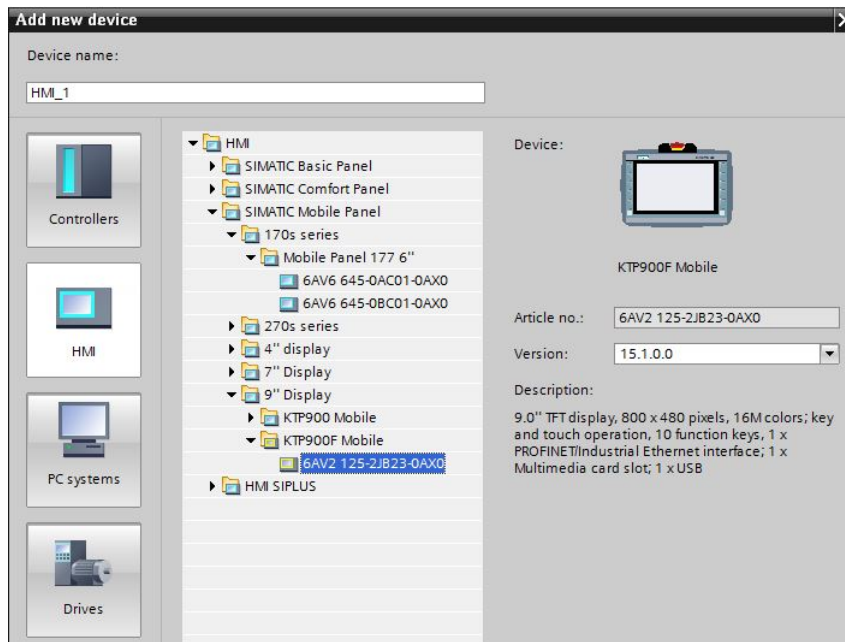 Add new device
Device name:
HMI_1
Controllers
HMI
PC systems
Drives
HMI
SIMATIC Basic Panel
SIMATIC Comfort Panel
SIMATIC Mobile Panel
170s series
Mobile Panel 177 6''
6AV6 645-0AC01-0AX0
6AV6 645-0BC01-0AX0
270s series
4'' display
7'' Display
9'' Display
KTP900 Mobile
KTP900F Mobile
6AV2 125-2JB23-0AX0
HMI SIPLUS
Device:
KTP900F Mobile
Article no.: 6AV2 125-2JB23-0AX0
Version: 15.1.0.0
Description:
9.0'' TFT display, 800 x 480 pixels, 16M colors; key
and touch operation, 10 function keys, 1 x
PROFINET/Industrial Ethernet interface; 1 x
Multimedia card slot; 1 x USB